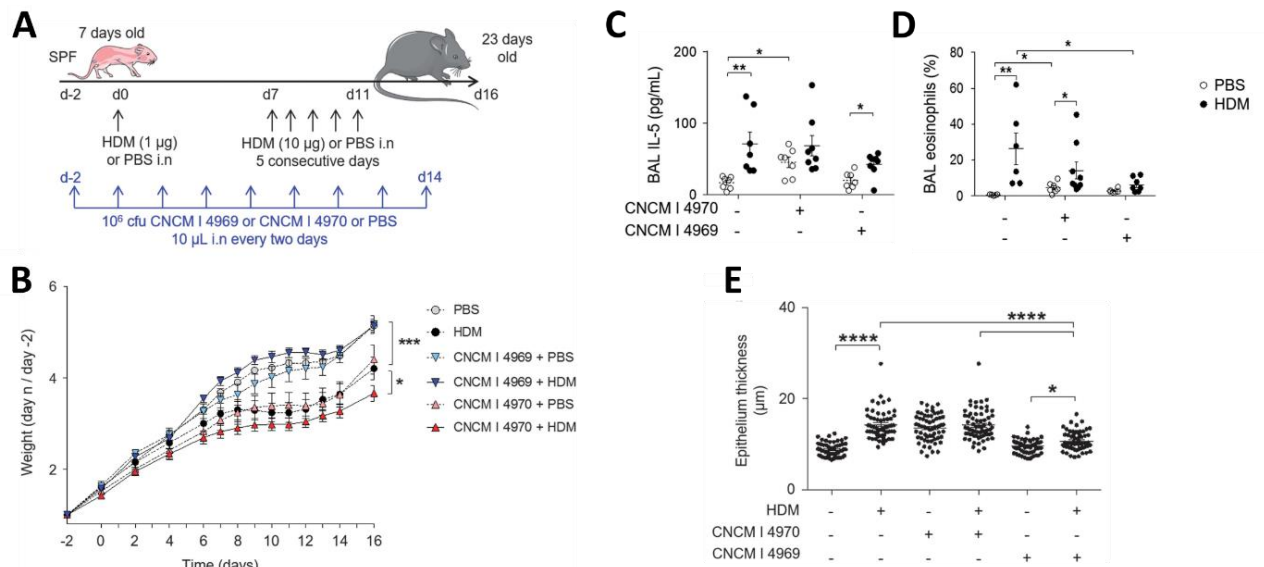 A
7 days old
SPF
23 days
old
d-2
d0
d7
d11
d16
HDM (1 µg)
or PBS i.n
HDM (10 µg) or PBS i.n
5 consecutive days
d-2
d14
10⁶ cfu CNCM I 4969 or CNCM I 4970 or PBS
10 µL i.n every two days
B
Weight (day n / day -2)
6
4
2
-2 0 2 4 6 8 10 12 14 16
Time (days)
PBS
HDM
CNCM I 4969 + PBS
CNCM I 4969 + HDM
CNCM I 4970 + PBS
CNCM I 4970 + HDM
***
*
C
BAL IL-5 (pg/mL)
200
100
0
**
*
*
CNCM I 4970 - + -
CNCM I 4969 - - +
D
BAL eosinophils (%)
80
60
40
20
0
**
*
*
*
- + -
- - +
PBS
HDM
E
Epithelium thickness
(µm)
40
20
0
****
****
*
HDM - + - + - +
CNCM I 4970 - - + + - -
CNCM I 4969 - - - - + +